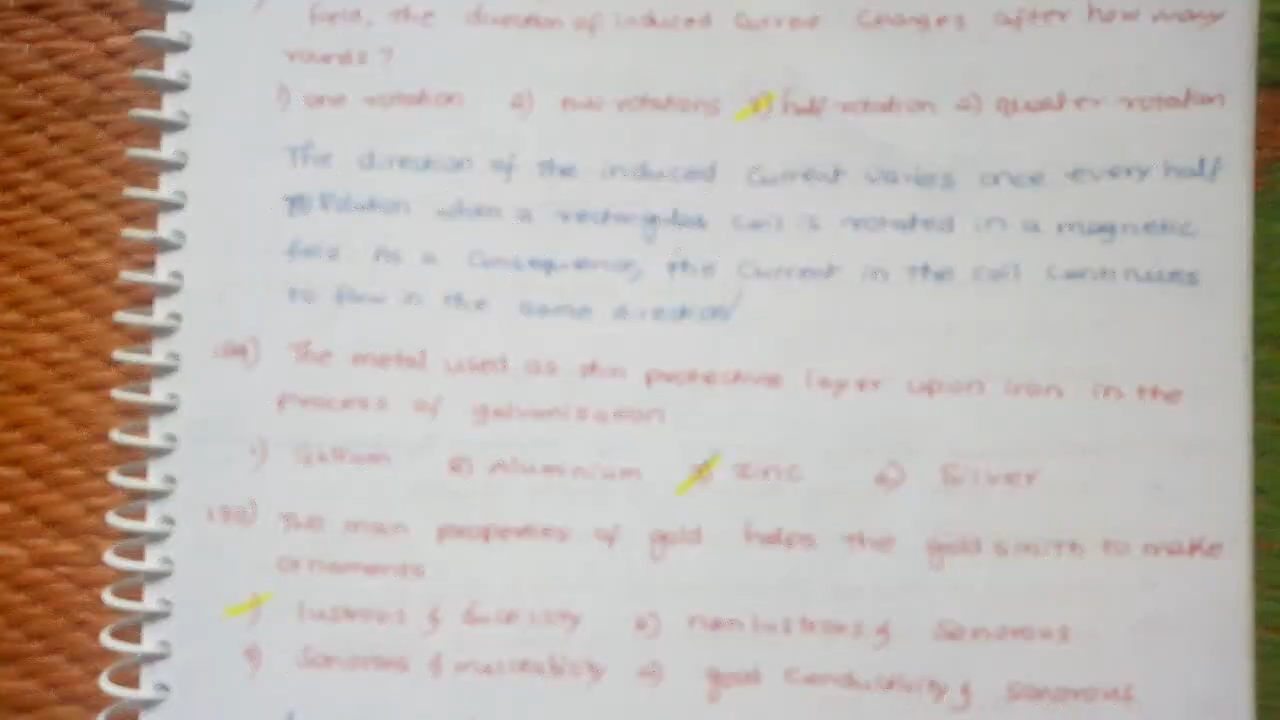 field, the direction of induced current changes after how many
rounds?
1) one rotation 2) two rotations 3) half rotation 4) quater rotation
The direction of the induced current varies once every half
when a rectangular coil is rotated in a magnetic
As a consequence, the current in the coil continues
to flow in the same direction
The metal used as thin protective layer upon iron in the
process of galvanisation
1) 2) Aluminium 3) Zinc 4) Silver
The main properties of gold helps the gold smith to make
ornaments
lustrous & ductility 2) non lustrous & Sonorous
3) Sonorous & malleability 4) good conductivity & sonorous